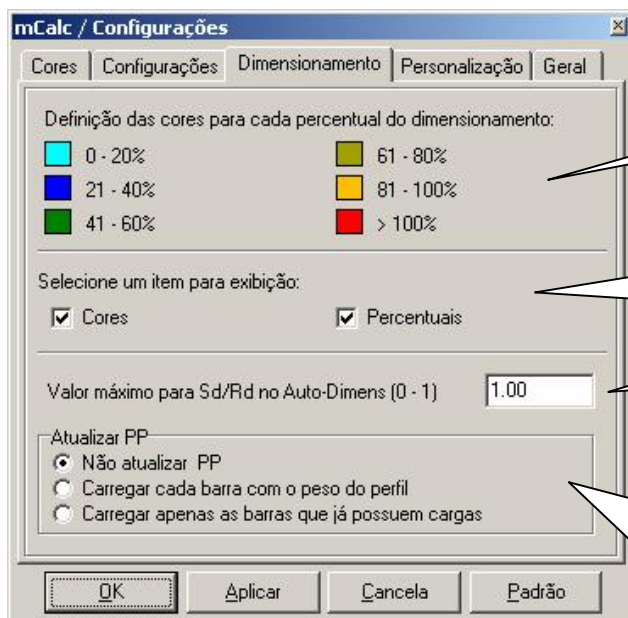 mCalc / Configurações
Cores Configurações Dimensionamento Personalização Geral
Definição das cores para cada percentual do dimensionamento:
0 - 20% 61 - 80%
21 - 40% 81 - 100%
41 - 60% > 100%
Selecione um item para exibição:
Cores Percentuais
Valor máximo para Sd/Rd no Auto-Dimens (0 - 1) 1.00
Atualizar PP
Não atualizar PP
Carregar cada barra com o peso do perfil
Carregar apenas as barras que já possuem cargas
OK Aplicar Cancela Padrão